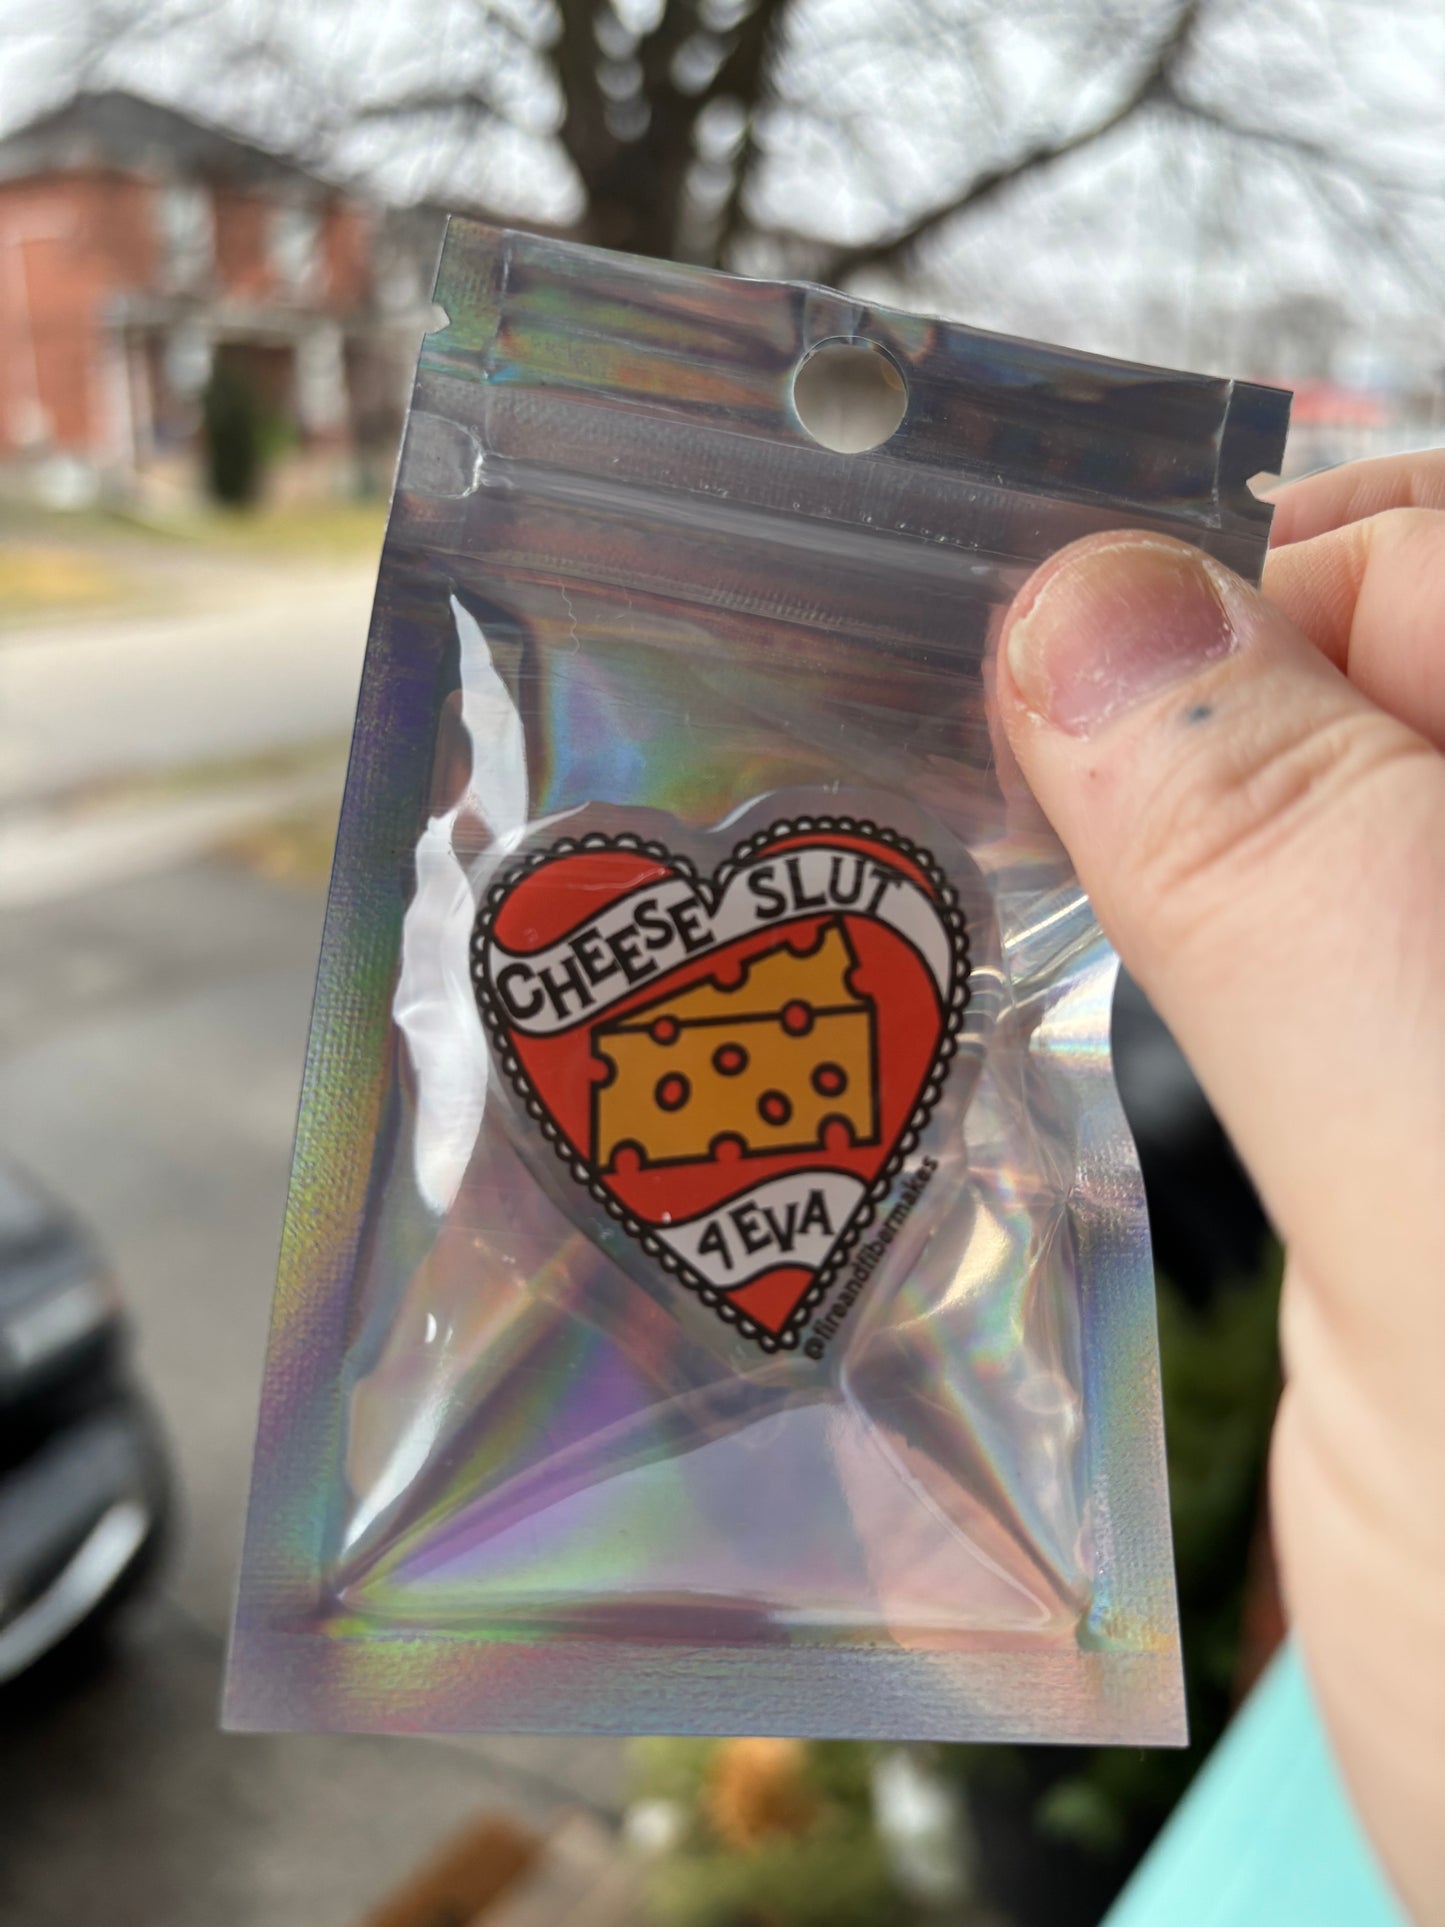 CHEESE SLUT
4EVA
@fireandfibermakes